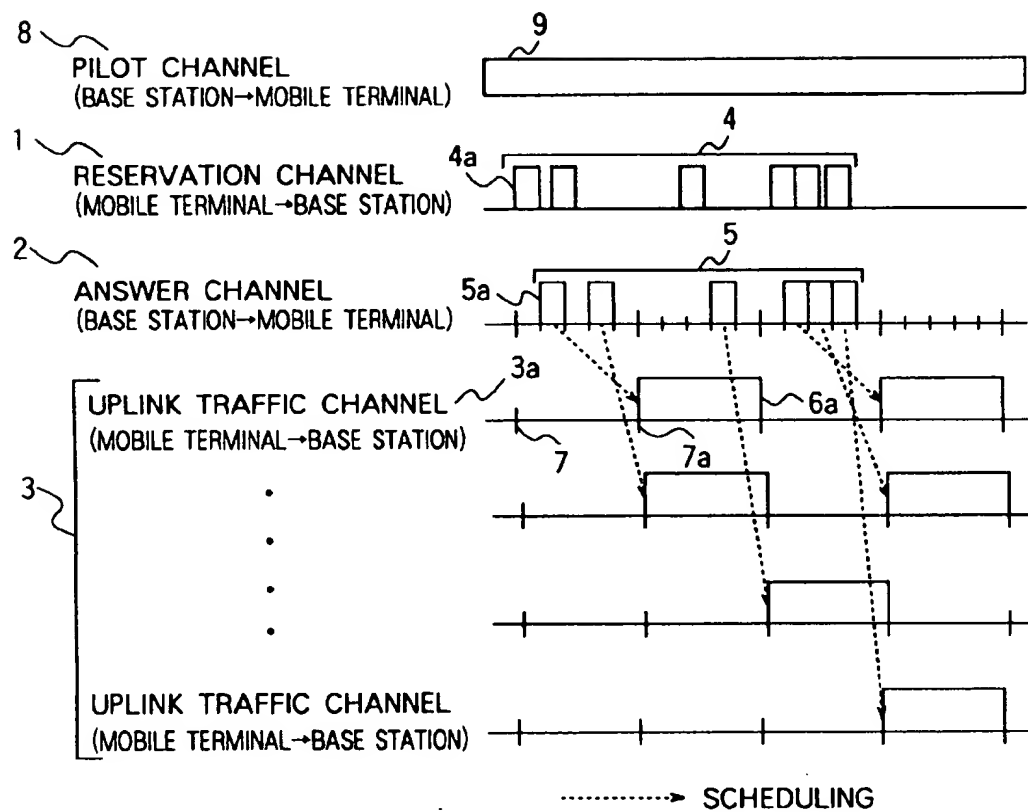 8
PILOT CHANNEL
(BASE STATION→MOBILE TERMINAL)
9
1
RESERVATION CHANNEL
(MOBILE TERMINAL→BASE STATION)
4a
4
2
ANSWER CHANNEL
(BASE STATION→MOBILE TERMINAL)
5a
5
3
UPLINK TRAFFIC CHANNEL
(MOBILE TERMINAL→BASE STATION)
3a
6a
7
7a
UPLINK TRAFFIC CHANNEL
(MOBILE TERMINAL→BASE STATION)
SCHEDULING